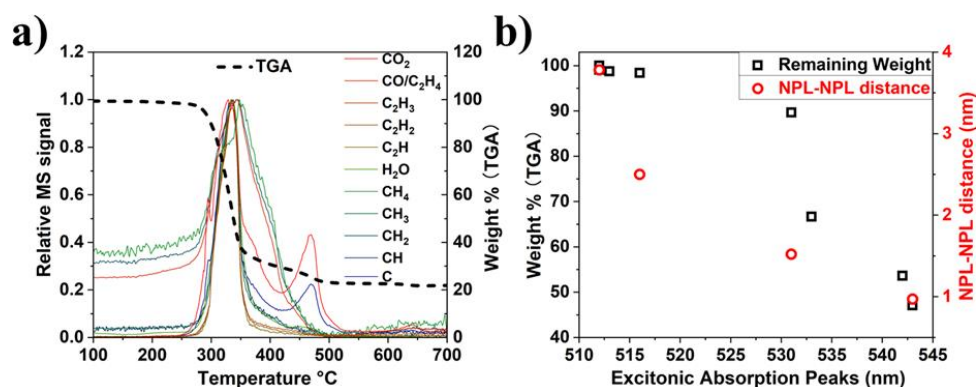 a)
1.2
1.0
0.8
0.6
0.4
0.2
0.0
Relative MS signal
TGA
CO₂
CO/C₂H₄
C₂H₃
C₂H₂
C₂H
H₂O
CH₄
CH₃
CH₂
CH
C
120
100
80
60
40
20
0
Weight % (TGA)
100 200 300 400 500 600 700
Temperature °C
b)
100
90
80
70
60
50
40
Weight % (TGA)
Remaining Weight
NPL-NPL distance
4
3
2
1
NPL-NPL distance (nm)
510 515 520 525 530 535 540 545
Excitonic Absorption Peaks (nm)